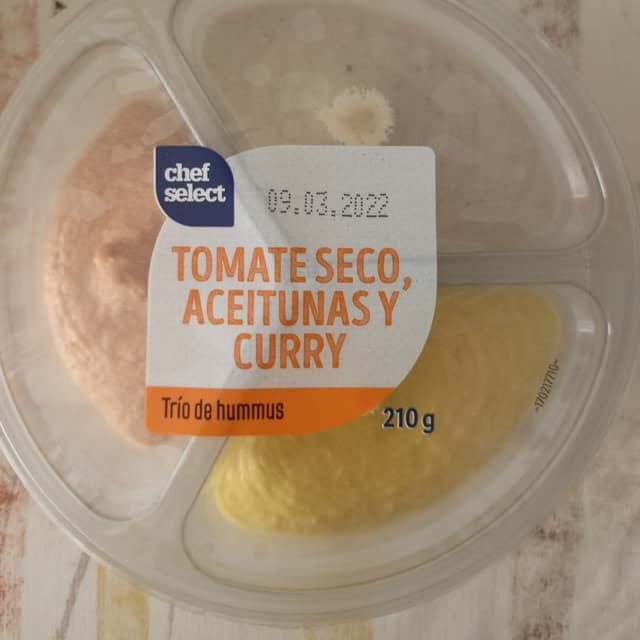 chef
select
09.03.2022
TOMATE SECO,
ACEITUNAS Y
CURRY
Trío de hummus
210 g